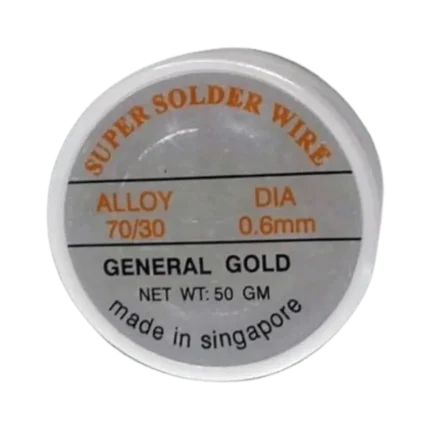 SUPER SOLDER WIRE
ALLOY DIA
70/30 0.6mm
GENERAL GOLD
NET WT: 50 GM
made in singapore